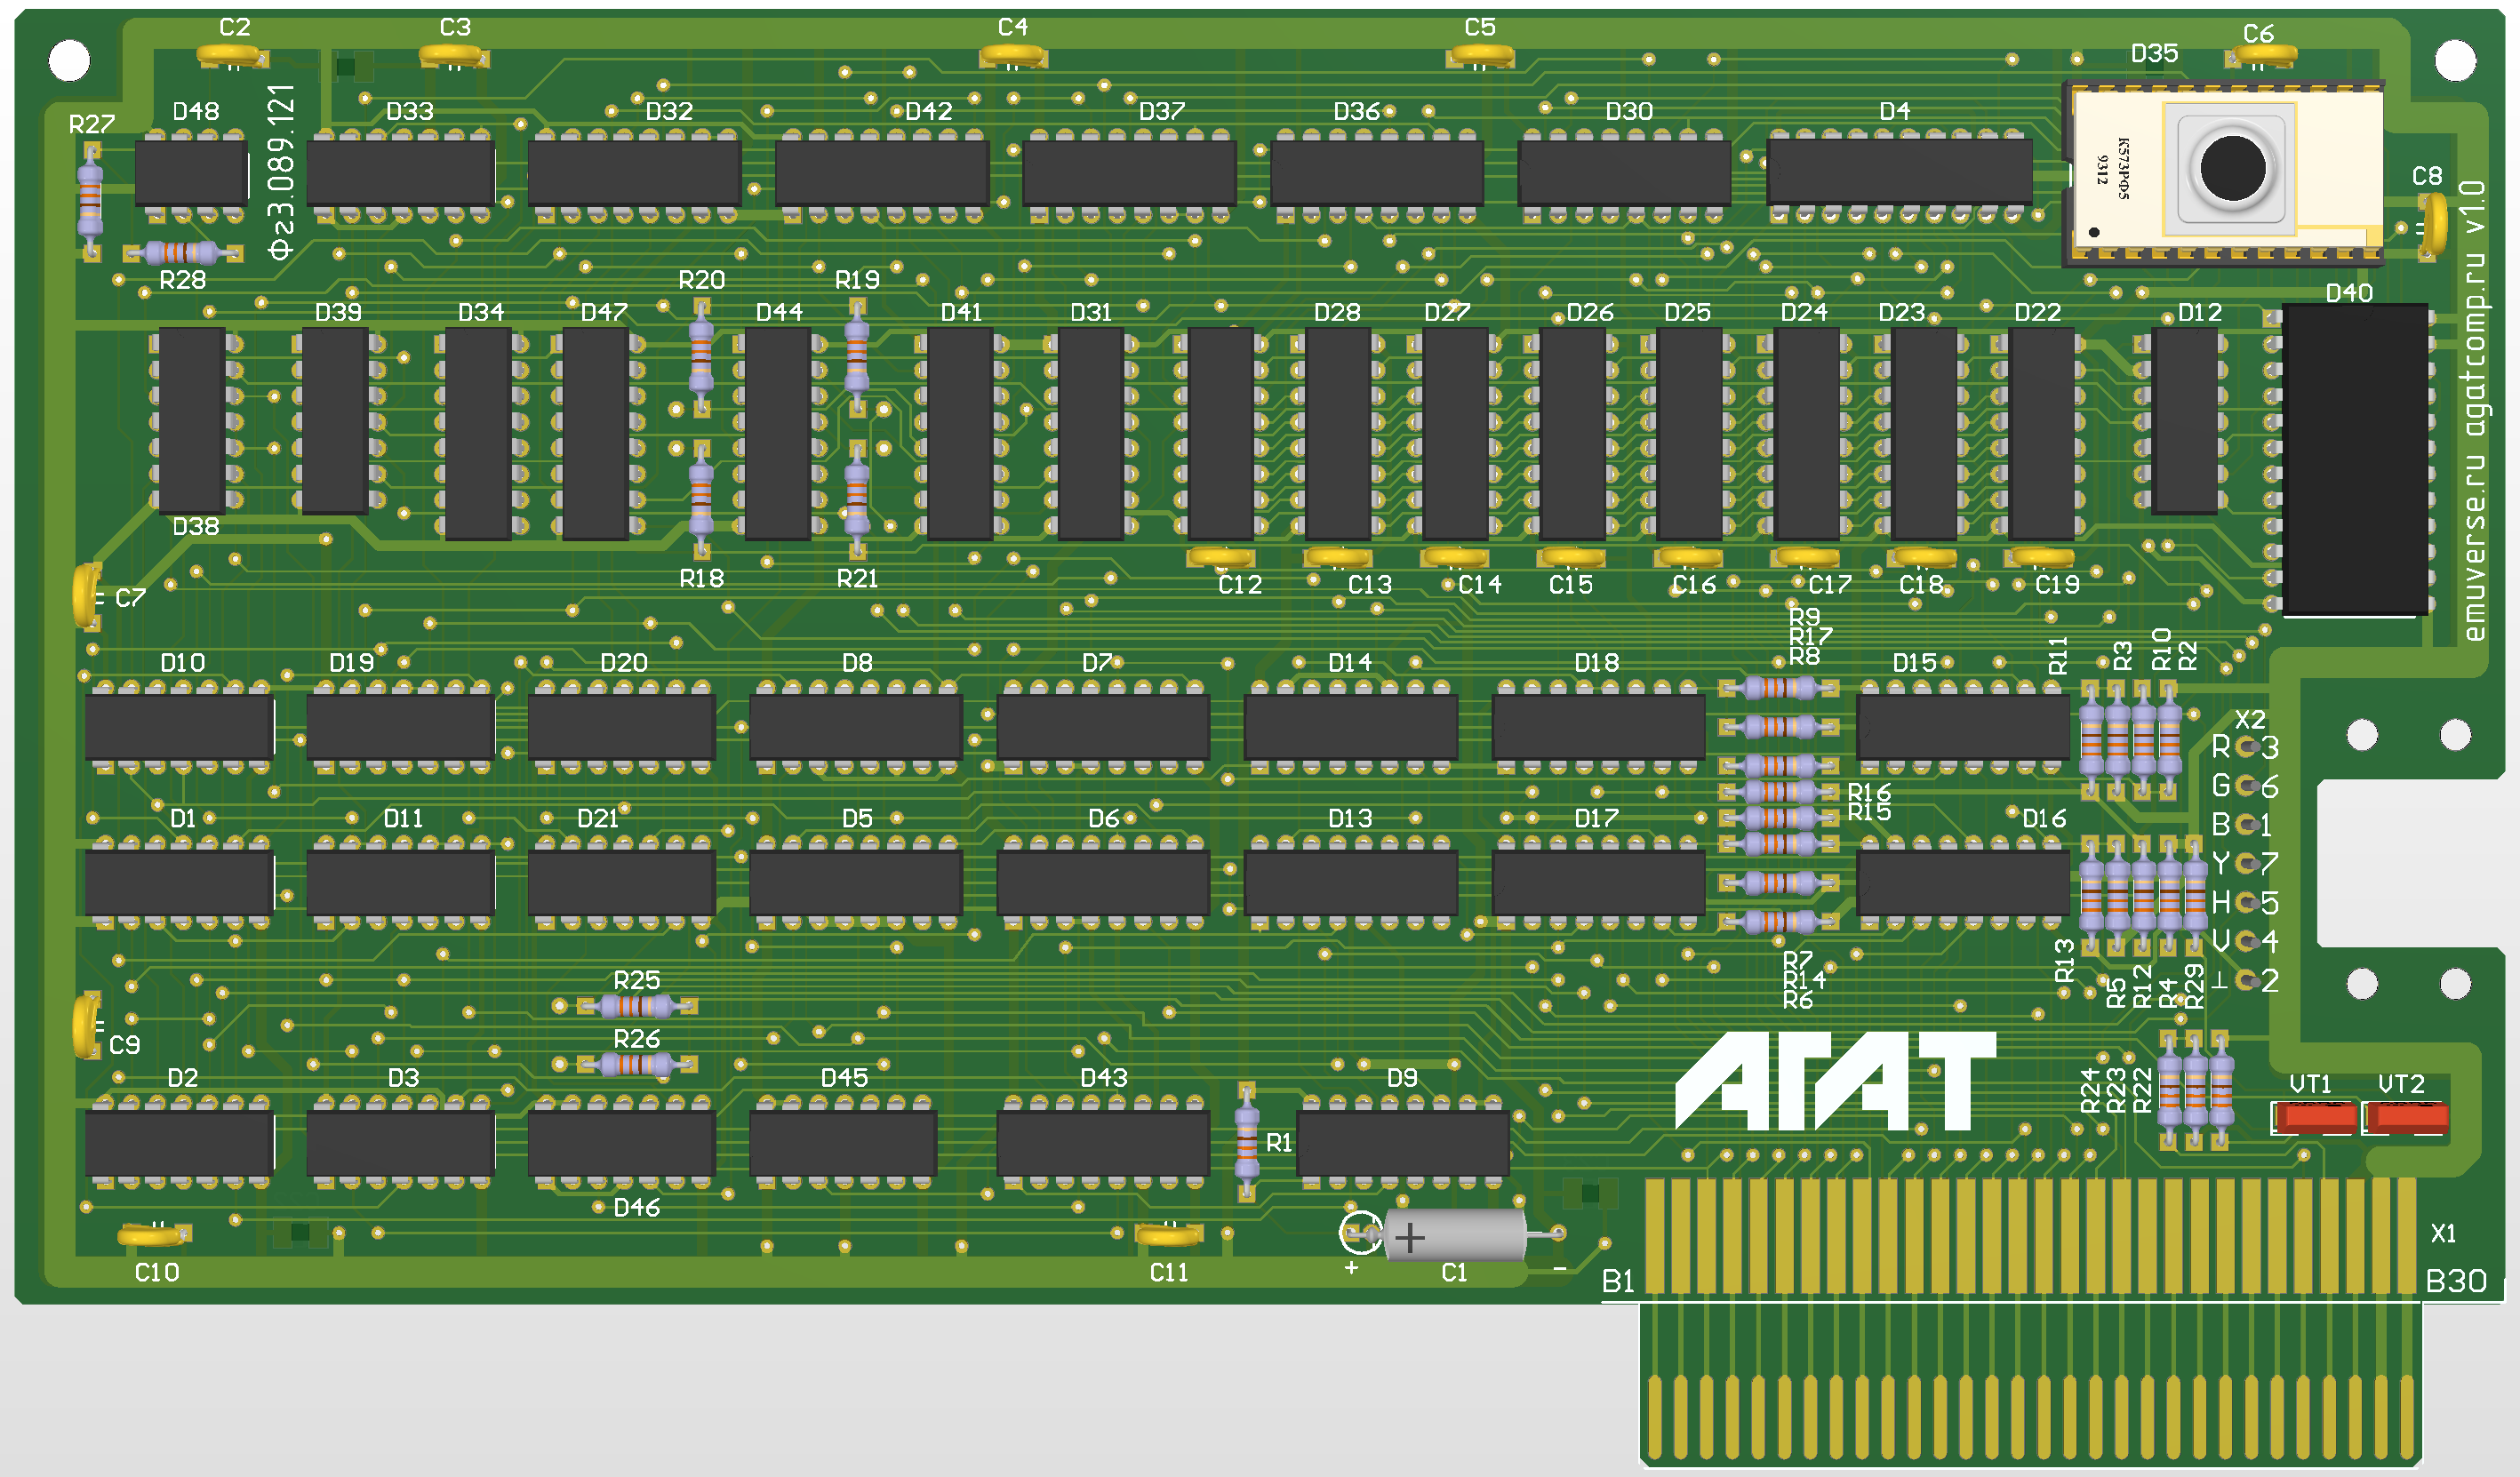 C2 C3 C4 C5 C6
D35
R27 D48 D33 D32 D42 D37 D36 D30 D4
Ф23.089.121
К573РФ5
9312
C8
emuverse.ru agatcomp.ru v1.0
R28 R20 R19
D40
D39 D34 D47 D44 D41 D31 D28 D27 D26 D25 D24 D23 D22 D12
D38
R18 R21 C12 C13 C14 C15 C16 C17 C18 C19
C7
R9
R17
R8
R11 R3 R10 R2
D10 D19 D20 D8 D7 D14 D18 D15
X2
R 3
G 6
B 1
Y 7
H 5
V 4
⊥ 2
R16
R15
D1 D11 D21 D5 D6 D13 D17 D16
R7
R14
R6
R13 R5 R12 R4 R29
R25
R26
C9
АГАТ
D2 D3 D45 D43 D9
R24 R23 R22
VT1 VT2
R1
D46
C10 C11 + C1 -
+
X1
B1 B30